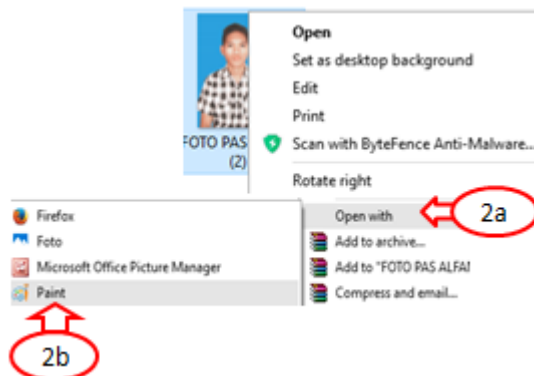 Open
Set as desktop background
Edit
Print
FOTO PAS
(2)
Scan with ByteFence Anti-Malware...
Rotate right
Open with
2a
Add to archive...
Add to "FOTO PAS ALFAI
Compress and email...
Firefox
Foto
Microsoft Office Picture Manager
Paint
2b